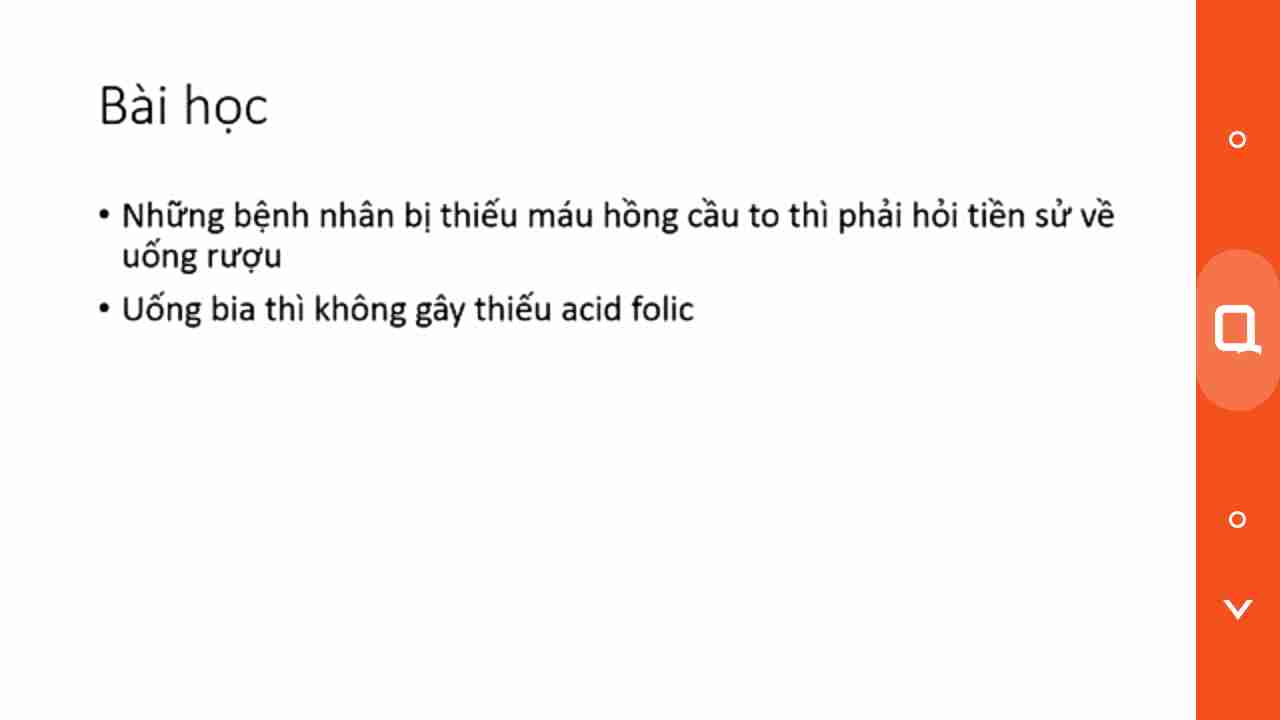 Bài học
• Những bệnh nhân bị thiếu máu hồng cầu to thì phải hỏi tiền sử về
uống rượu
• Uống bia thì không gây thiếu acid folic